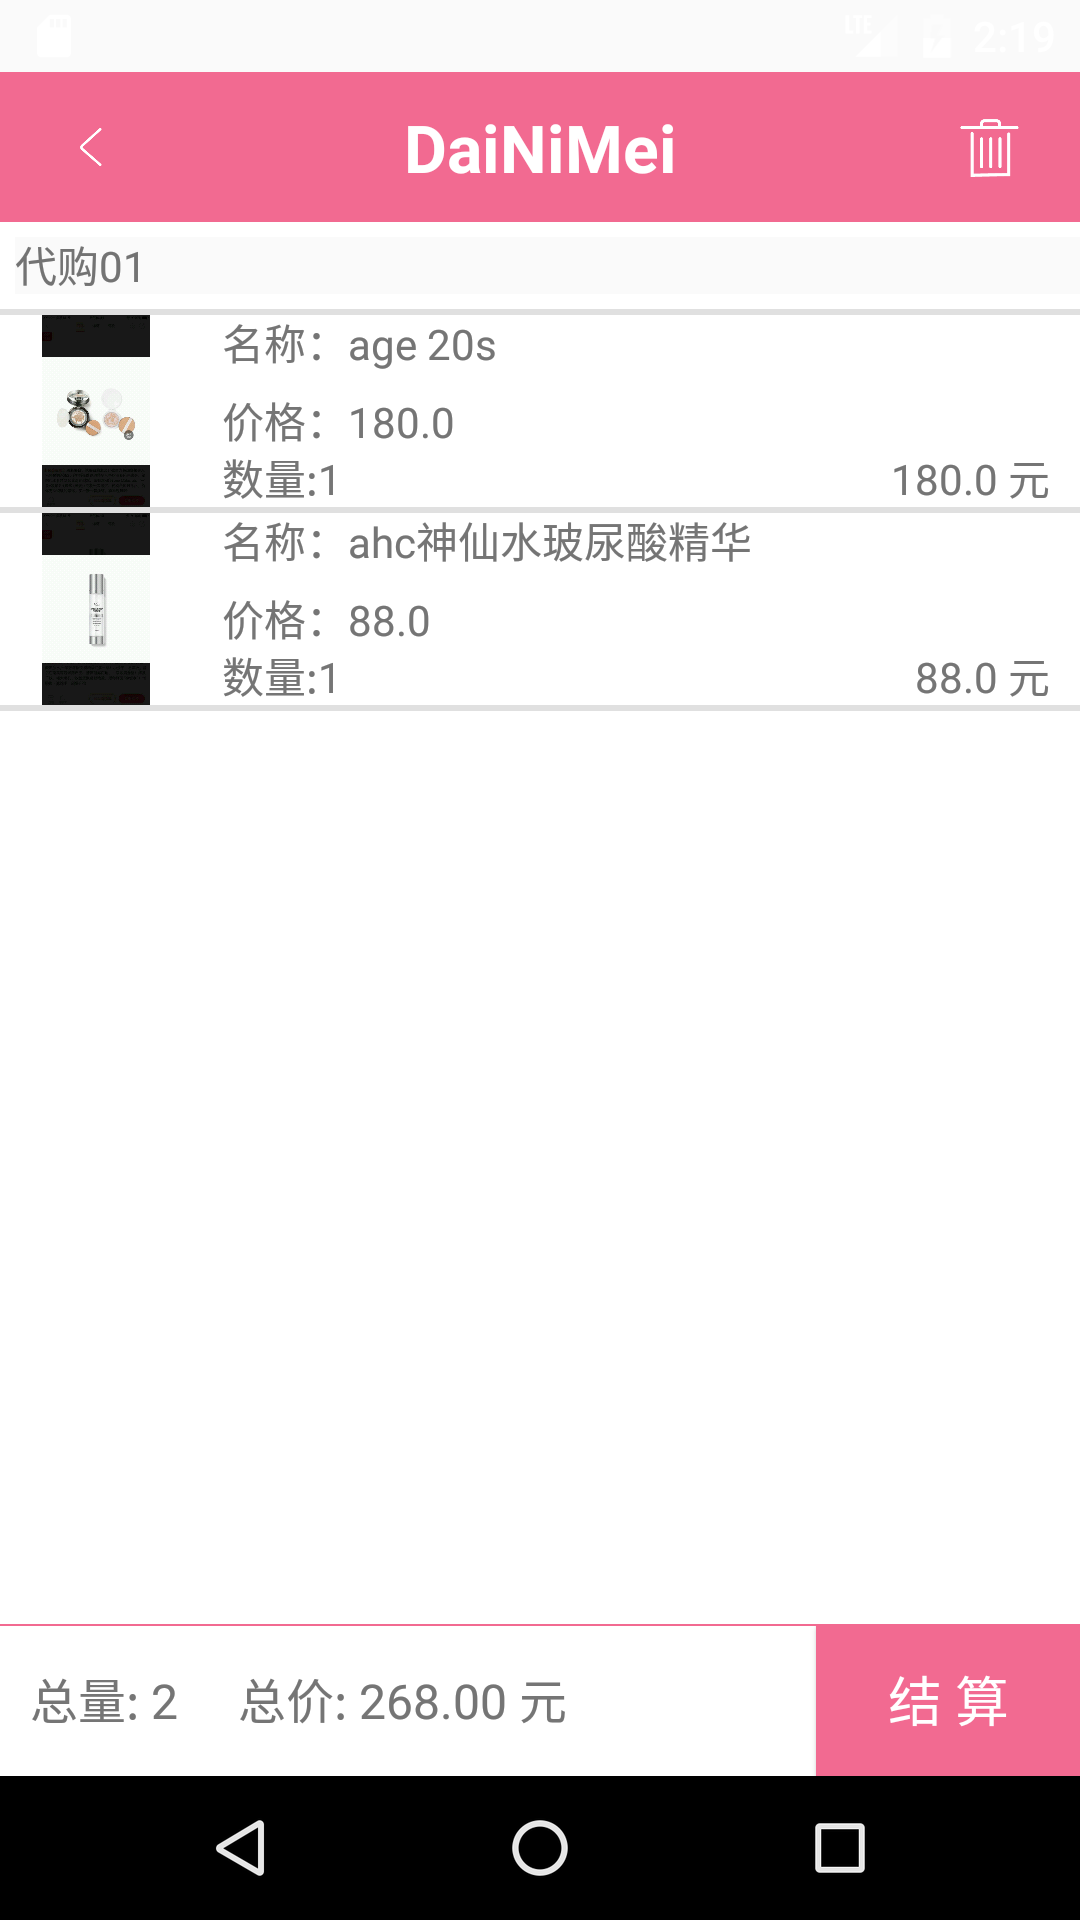 LTE 2:19
DaiNiMei
代购01
名称：age 20s
价格：180.0
数量:1 180.0 元
名称：ahc神仙水玻尿酸精华
价格：88.0
数量:1 88.0 元
总量: 2 总价: 268.00 元 结 算